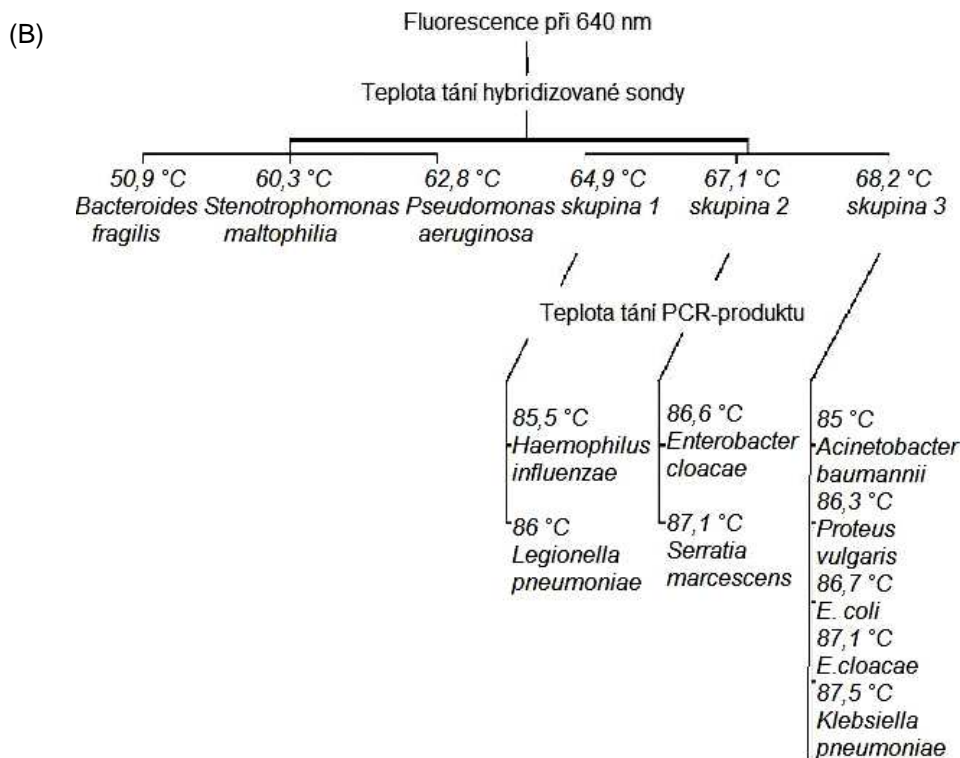 (B)
Fluorescence při 640 nm
Teplota tání hybridizované sondy
50,9 °C
Bacteroides
fragilis
60,3 °C
Stenotrophomonas
maltophilia
62,8 °C
Pseudomonas
aeruginosa
64,9 °C
skupina 1
67,1 °C
skupina 2
68,2 °C
skupina 3
Teplota tání PCR-produktu
85,5 °C
Haemophilus
influenzae
86 °C
Legionella
pneumoniae
86,6 °C
Enterobacter
cloacae
87,1 °C
Serratia
marcescens
85 °C
Acinetobacter
baumannii
86,3 °C
Proteus
vulgaris
86,7 °C
E. coli
87,1 °C
E.cloacae
87,5 °C
Klebsiella
pneumoniae